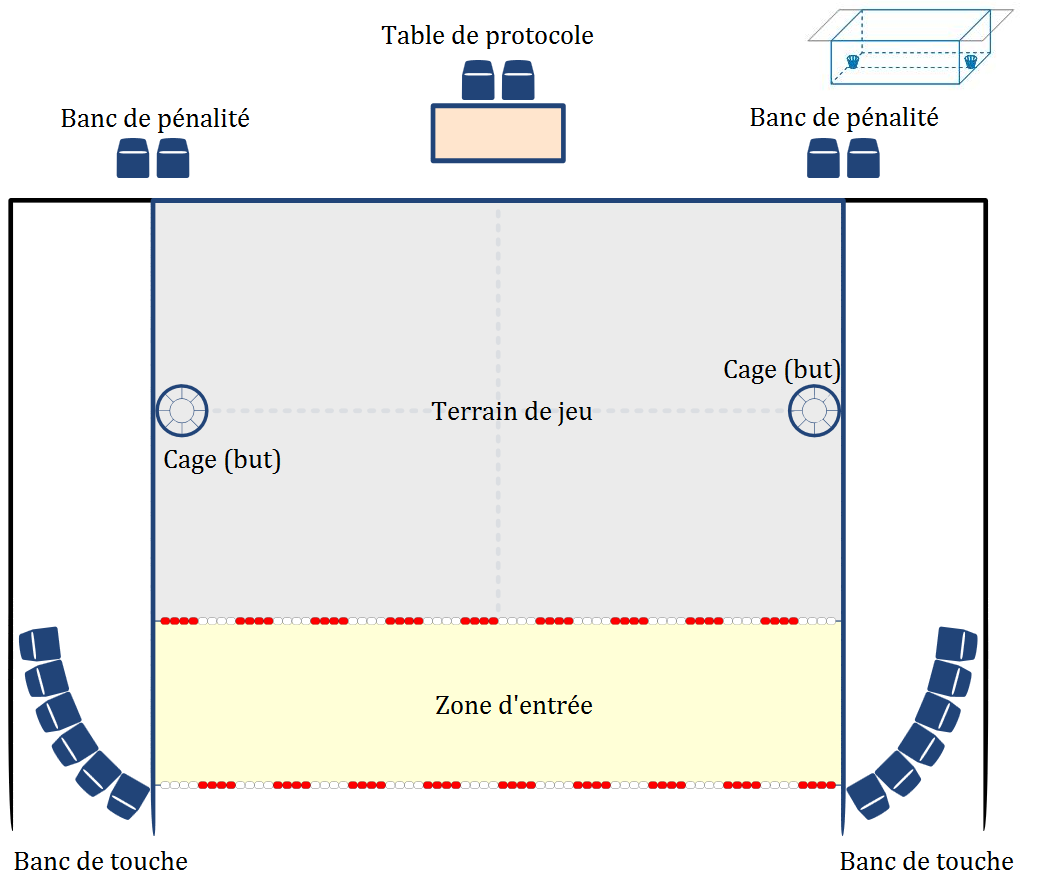 Table de protocole
Banc de pénalité
Banc de pénalité
Cage (but)
Terrain de jeu
Cage (but)
Zone d'entrée
Banc de touche
Banc de touche